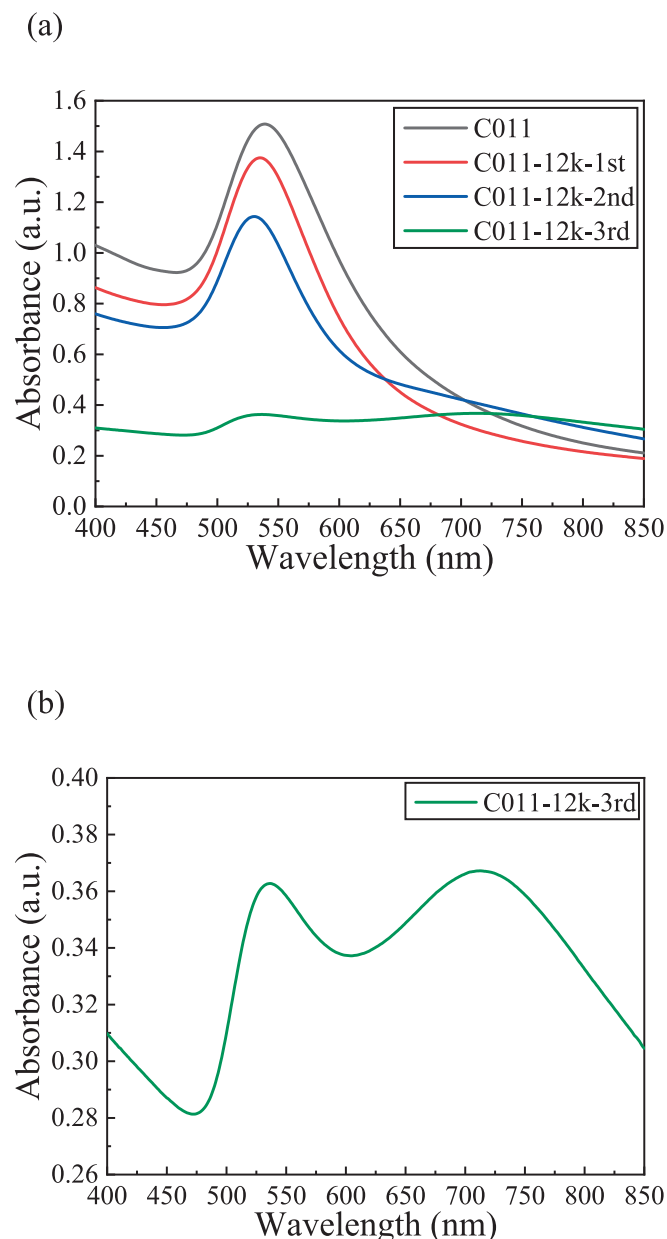 (a)
1.6
1.4
1.2
1.0
0.8
0.6
0.4
0.2
0.0
Absorbance (a.u.)
C011
C011-12k-1st
C011-12k-2nd
C011-12k-3rd
400 450 500 550 600 650 700 750 800 850
Wavelength (nm)
(b)
0.40
0.38
0.36
0.34
0.32
0.30
0.28
0.26
Absorbance (a.u.)
C011-12k-3rd
400 450 500 550 600 650 700 750 800 850
Wavelength (nm)